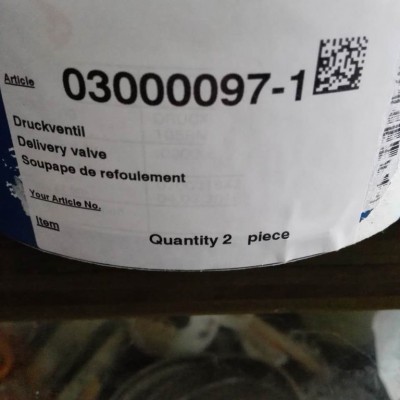 Article 03000097-1
Druckventil
Delivery valve
Soupape de refoulement
Your Article No.
Item
Quantity 2 piece